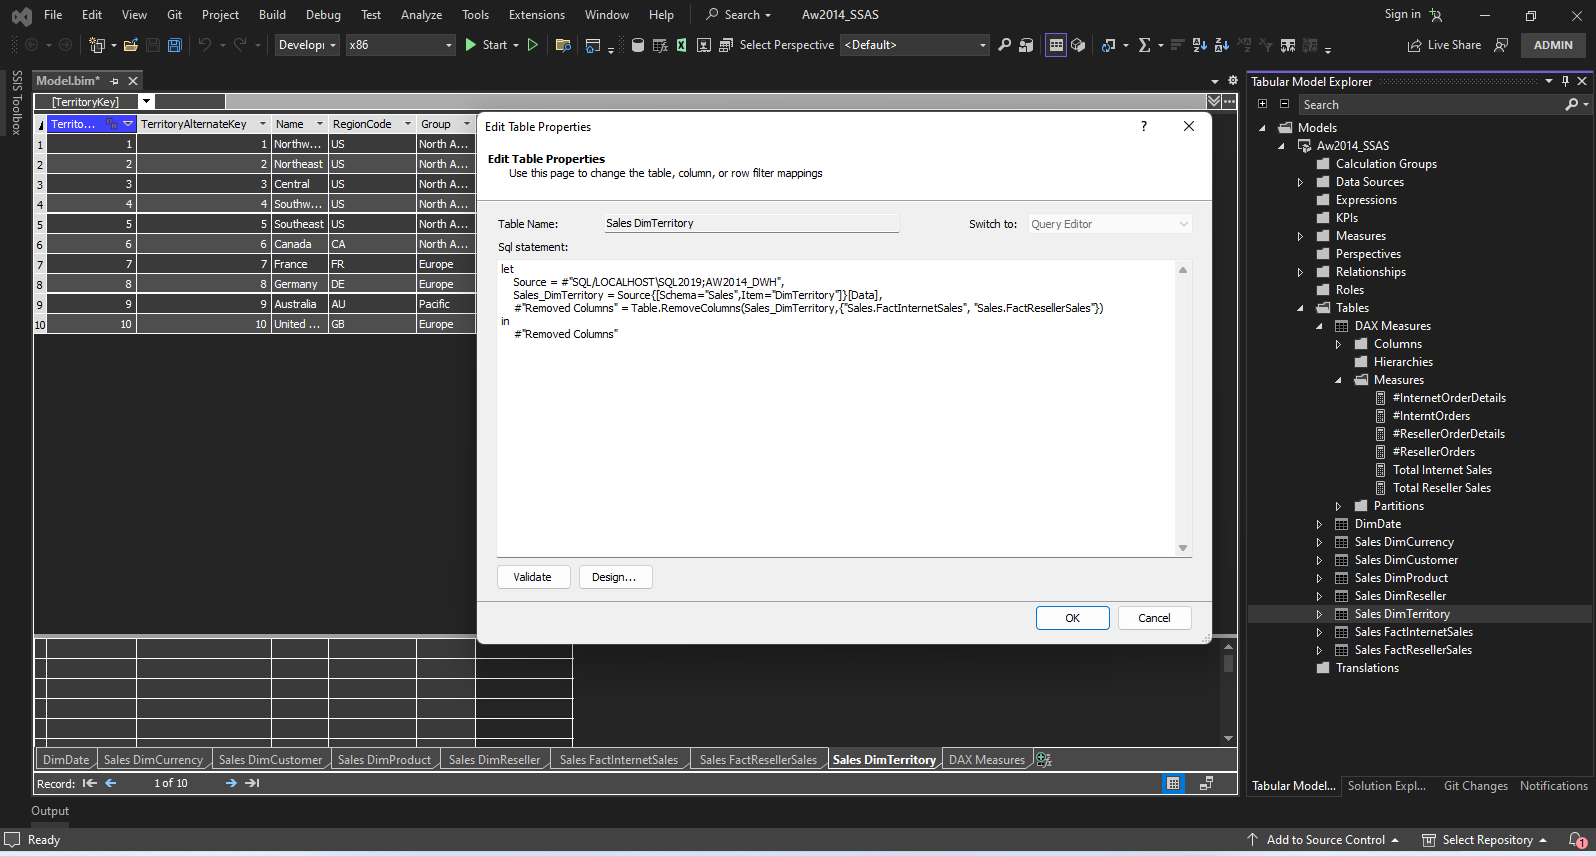 File Edit View Git Project Build Debug Test Analyze Tools Extensions Window Help Search Aw2014_SSAS Sign in
Developi x86 Start Select Perspective <Default> Live Share ADMIN
SSIS Toolbox
Model.bim*
[TerritoryKey]
Territo... TerritoryAlternateKey Name RegionCode Group
1 1 1 Northw... US North A...
2 2 2 Northeast US North A...
3 3 3 Central US North A...
4 4 4 Southw... US North A...
5 5 5 Southeast US North A...
6 6 6 Canada CA North A...
7 7 7 France FR Europe
8 8 8 Germany DE Europe
9 9 9 Australia AU Pacific
10 10 10 United ... GB Europe
Edit Table Properties ?
Edit Table Properties
Use this page to change the table, column, or row filter mappings
Table Name: Sales DimTerritory Switch to: Query Editor
Sql statement:
let
Source = #"SQL/LOCALHOST\SQL2019;AW2014_DWH",
Sales_DimTerritory = Source{[Schema="Sales",Item="DimTerritory"]}[Data],
#"Removed Columns" = Table.RemoveColumns(Sales_DimTerritory,{"Sales.FactInternetSales", "Sales.FactResellerSales"})
in
#"Removed Columns"
Validate Design...
OK Cancel
DimDate Sales DimCurrency Sales DimCustomer Sales DimProduct Sales DimReseller Sales FactInternetSales Sales FactResellerSales Sales DimTerritory DAX Measures
Record: 1 of 10
Tabular Model Explorer
Search
Models
Aw2014_SSAS
Calculation Groups
Data Sources
Expressions
KPIs
Measures
Perspectives
Relationships
Roles
Tables
DAX Measures
Columns
Hierarchies
Measures
#InternetOrderDetails
#InterntOrders
#ResellerOrderDetails
#ResellerOrders
Total Internet Sales
Total Reseller Sales
Partitions
DimDate
Sales DimCurrency
Sales DimCustomer
Sales DimProduct
Sales DimReseller
Sales DimTerritory
Sales FactInternetSales
Sales FactResellerSales
Translations
Tabular Model... Solution Expl... Git Changes Notifications
Output
Ready Add to Source Control Select Repository 1